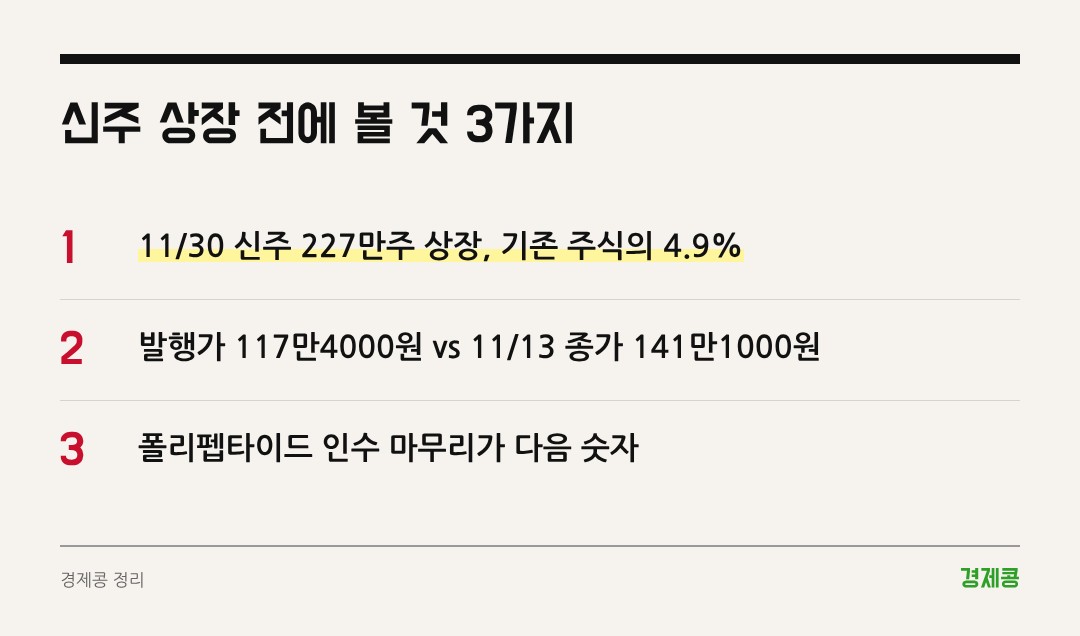 신주 상장 전에 볼 것 3가지
1 11/30 신주 227만주 상장, 기존 주식의 4.9%
2 발행가 117만4000원 vs 11/13 종가 141만1000원
3 폴리펩타이드 인수 마무리가 다음 숫자
경제콩 정리
경제콩